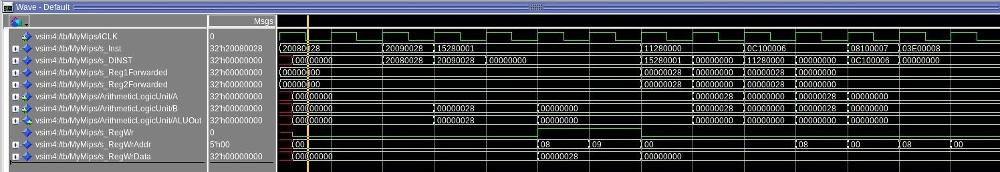 Wave - Default
Msgs
vsim4:/tb/MyMips/iCLK 0
vsim4:/tb/MyMips/s_Inst 32'h20080028 20080028 20090028 15280001 11280000 0C100006 08100007 03E00008
vsim4:/tb/MyMips/s_DINST 32'h00000000 00000000 20080028 20090028 00000000 15280001 00000000 11280000 00000000 0C100006 00000000
vsim4:/tb/MyMips/s_Reg1Forwarded 32'h00000000 00000000 00000028 00000000 00000028 00000000
vsim4:/tb/MyMips/s_Reg2Forwarded 32'h00000000 00000000 00000028 00000000 00000028 00000000
vsim4:/tb/MyMips/ArithmeticLogicUnit/A 32'h00000000 00000000 00000028 00000000 00000028 00000000
vsim4:/tb/MyMips/ArithmeticLogicUnit/B 32'h00000000 00000000 00000028 00000000 00000028 00000000 00000028 00000000
vsim4:/tb/MyMips/ArithmeticLogicUnit/ALUOut 32'h00000000 00000000 00000028 00000000 00000000 00000000 00000000 00000000
vsim4:/tb/MyMips/s_RegWr 0
vsim4:/tb/MyMips/s_RegWrAddr 5'h00 00 08 09 00 08 00 08 00
vsim4:/tb/MyMips/s_RegWrData 32'h00000000 00000000 00000028 00000000